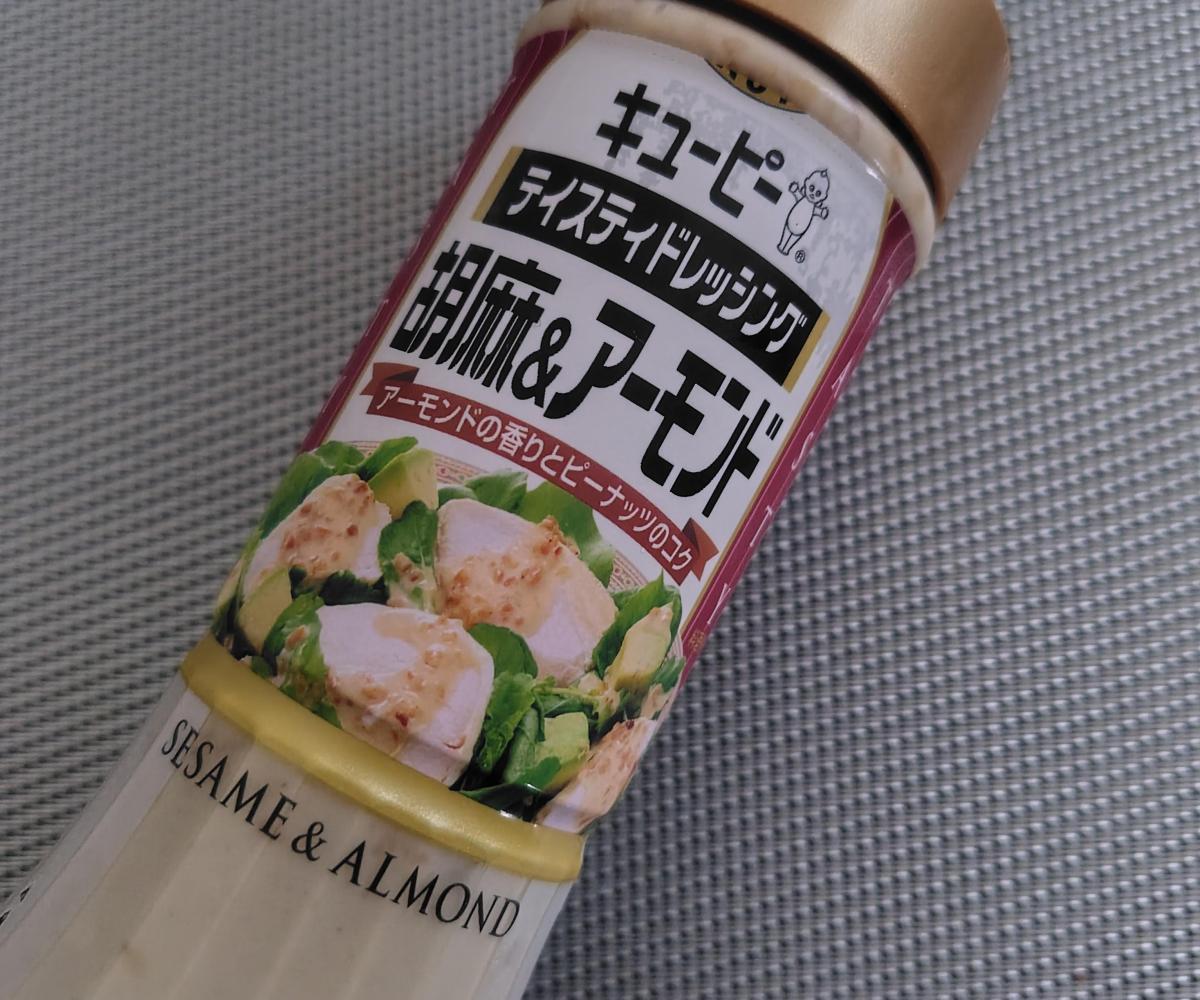 キューピー
®
テイスティドレッシング
胡麻&アーモンド
アーモンドの香りとピーナッツのコク
TASTY
SESAME & ALMOND